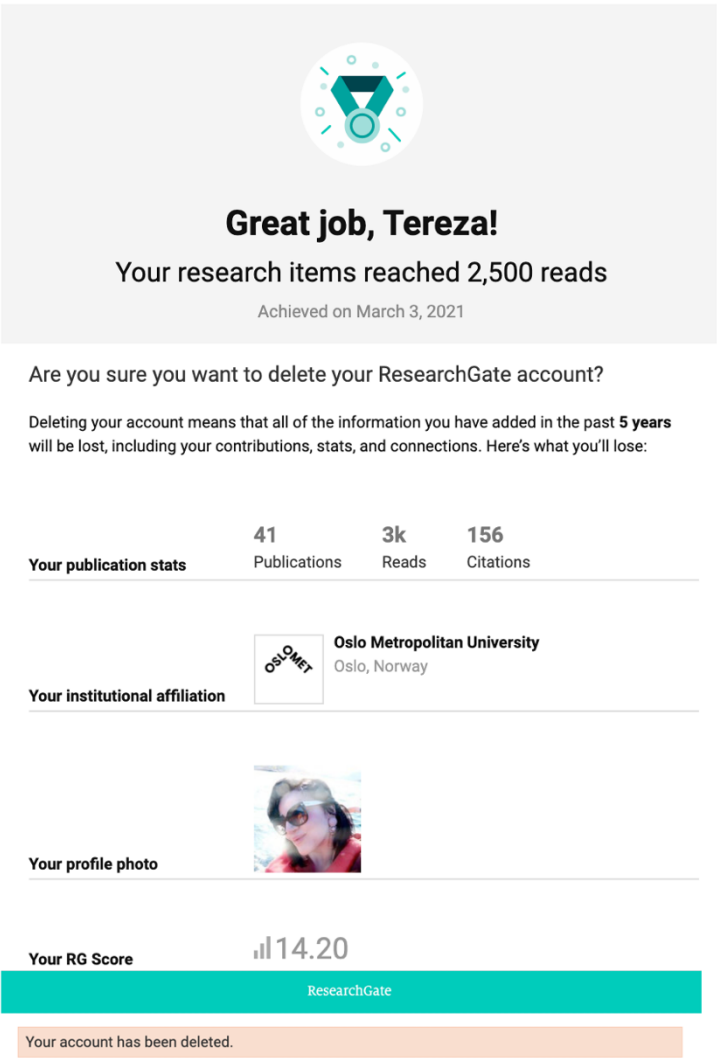 Great job, Tereza!
Your research items reached 2,500 reads
Achieved on March 3, 2021
Are you sure you want to delete your ResearchGate account?
Deleting your account means that all of the information you have added in the past 5 years
will be lost, including your contributions, stats, and connections. Here’s what you’ll lose:
41 3k 156
Your publication stats Publications Reads Citations
OSLOMET Oslo Metropolitan University
Oslo, Norway
Your institutional affiliation
Your profile photo
Your RG Score 14.20
ResearchGate
Your account has been deleted.